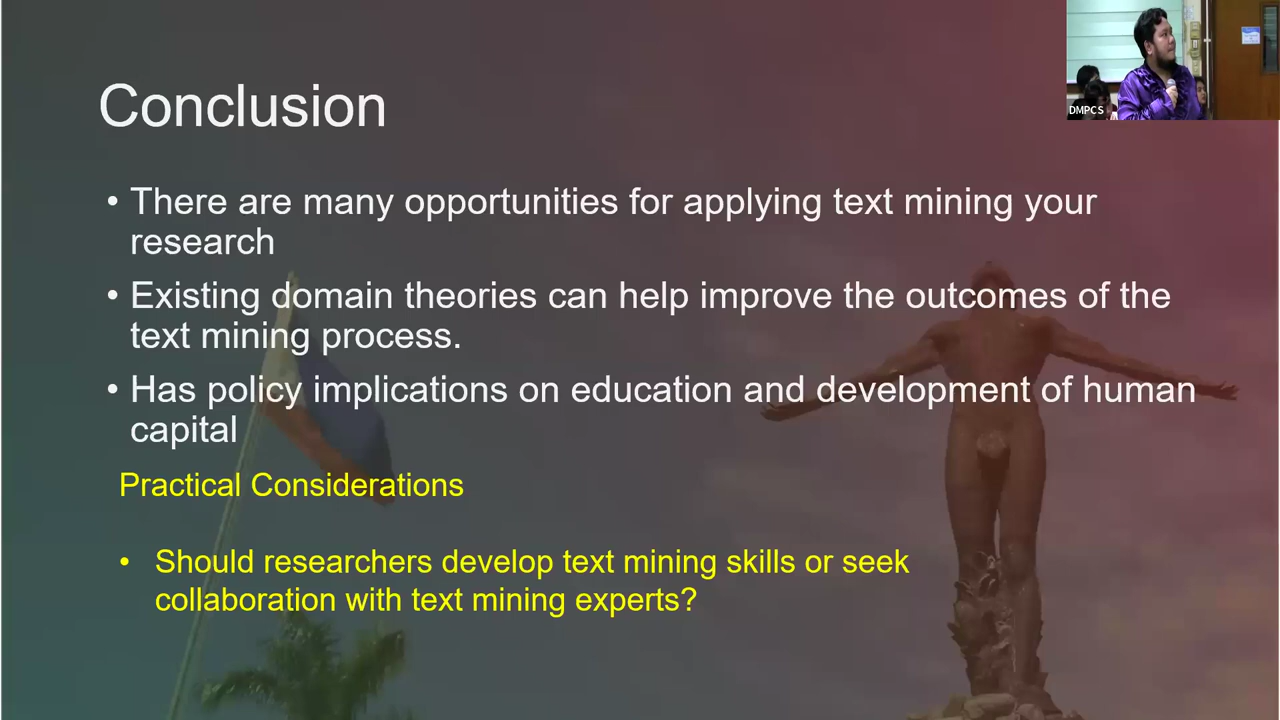 DMPCS
Conclusion
• There are many opportunities for applying text mining your
research
• Existing domain theories can help improve the outcomes of the
text mining process.
• Has policy implications on education and development of human
capital
Practical Considerations
• Should researchers develop text mining skills or seek
collaboration with text mining experts?